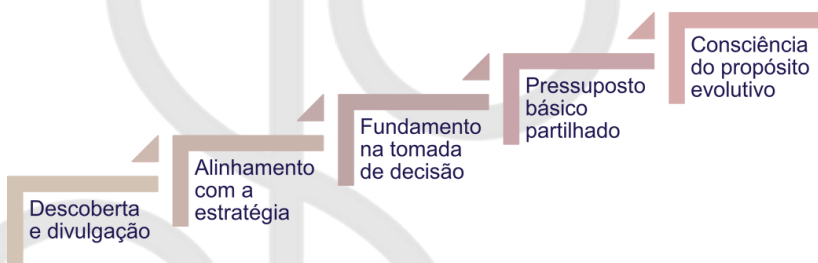 Descoberta
e divulgação
Alinhamento
com a
estratégia
Fundamento
na tomada
de decisão
Pressuposto
básico
partilhado
Consciência
do propósito
evolutivo